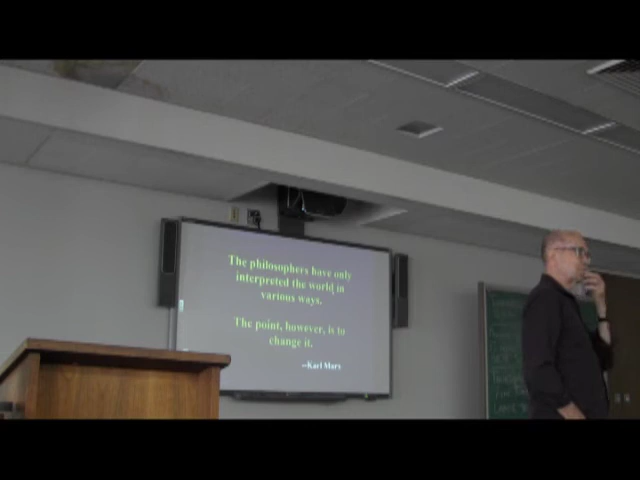 The philosophers have only
interpreted the world in
various ways.
The point, however, is to
change it.
--Karl Marx